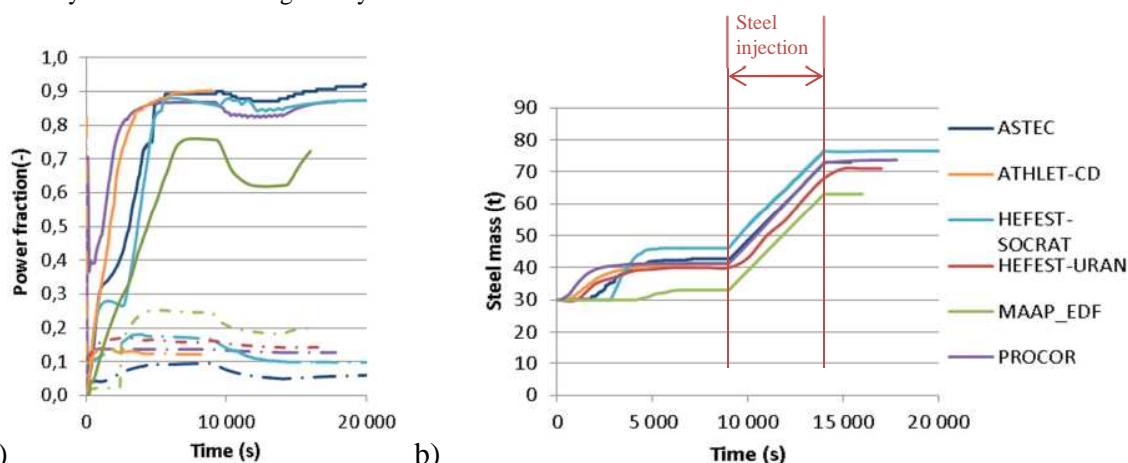 Steel
injection
1,0
0,9
0,8
0,7
0,6
0,5
0,4
0,3
0,2
0,1
0,0
Power fraction(-)
0
10 000
20 000
Time (s)
)
b)
90
80
70
60
50
40
30
20
10
0
Steel mass (t)
0
5 000
10 000
15 000
20 000
Time (s)
ASTEC
ATHLET-CD
HEFEST-
SOCRAT
HEFEST-URAN
MAAP_EDF
PROCOR